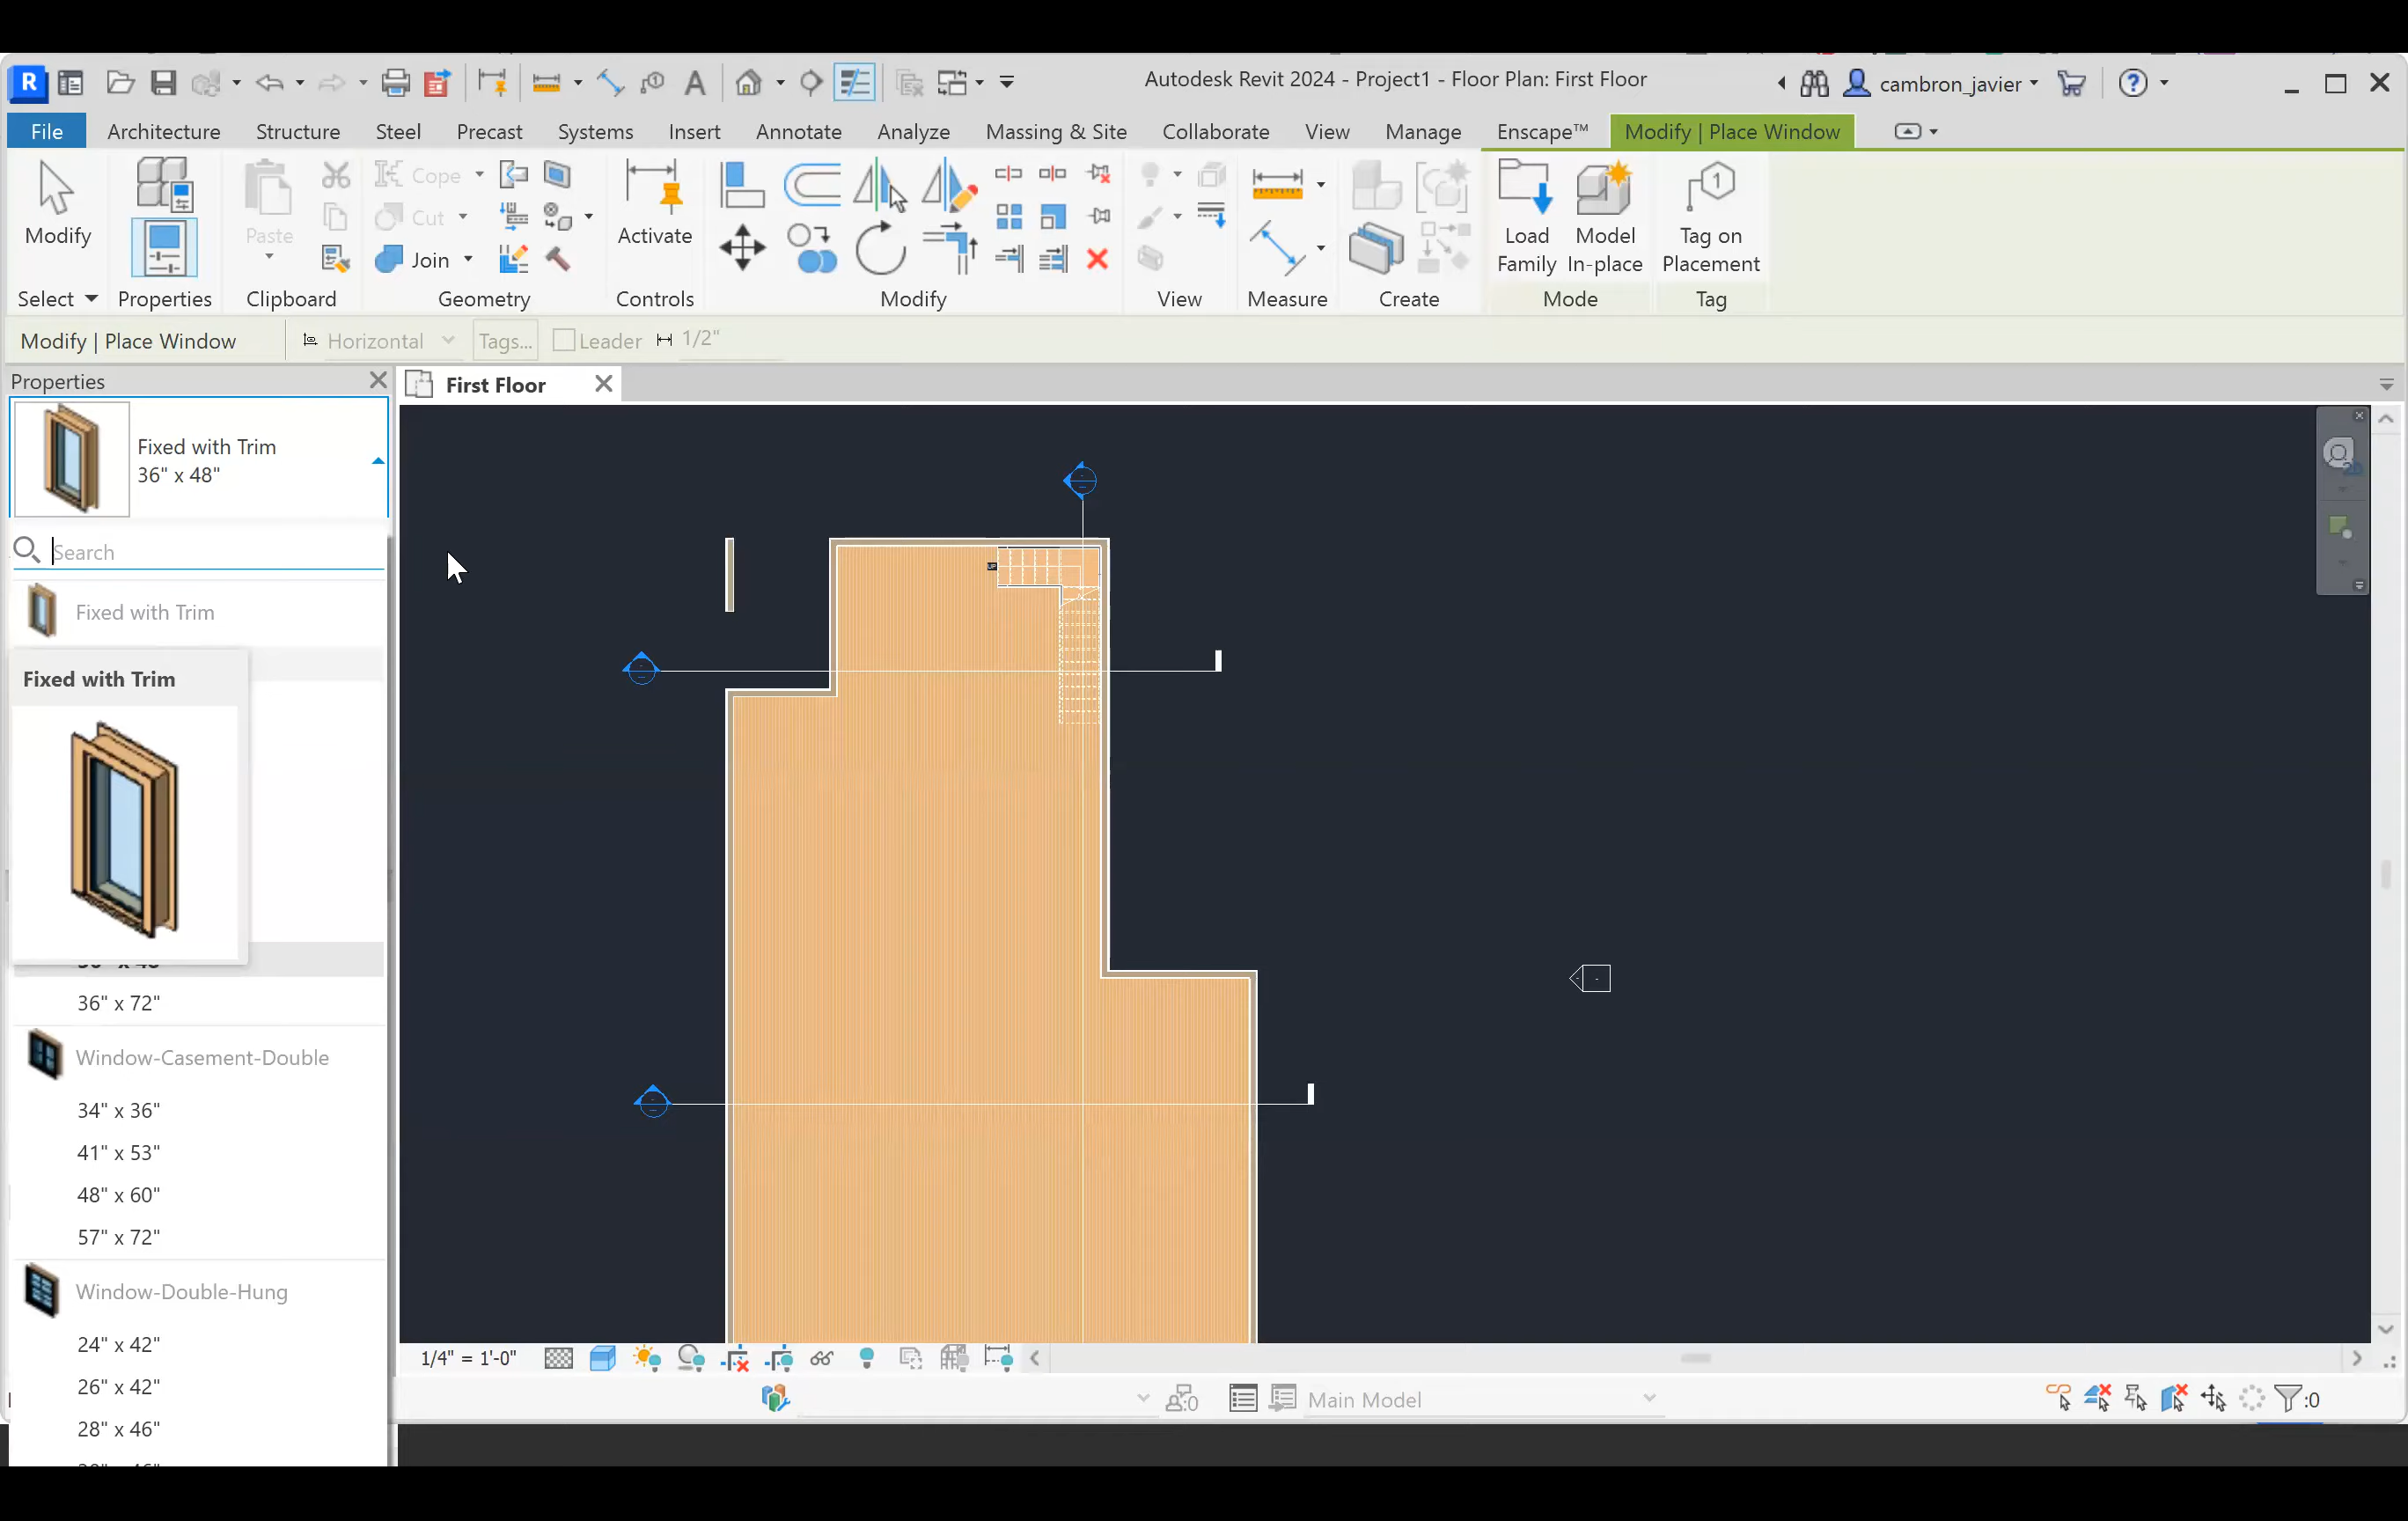 R
Autodesk Revit 2024 - Project1 - Floor Plan: First Floor
cambron_javier
File Architecture Structure Steel Precast Systems Insert Annotate Analyze Massing & Site Collaborate View Manage Enscape™ Modify | Place Window
Modify
Paste
Cope
Cut
Join
Activate
Load Family
Model In-place
Tag on Placement
Select Properties Clipboard Geometry Controls Modify View Measure Create Mode Tag
Modify | Place Window Horizontal Tags... Leader 1/2"
Properties
First Floor
Fixed with Trim
36" x 48"
Search
Fixed with Trim
Fixed with Trim
36" x 72"
Window-Casement-Double
34" x 36"
41" x 53"
48" x 60"
57" x 72"
Window-Double-Hung
24" x 42"
26" x 42"
28" x 46"
UP
1/4" = 1'-0"
:0
Main Model
:0